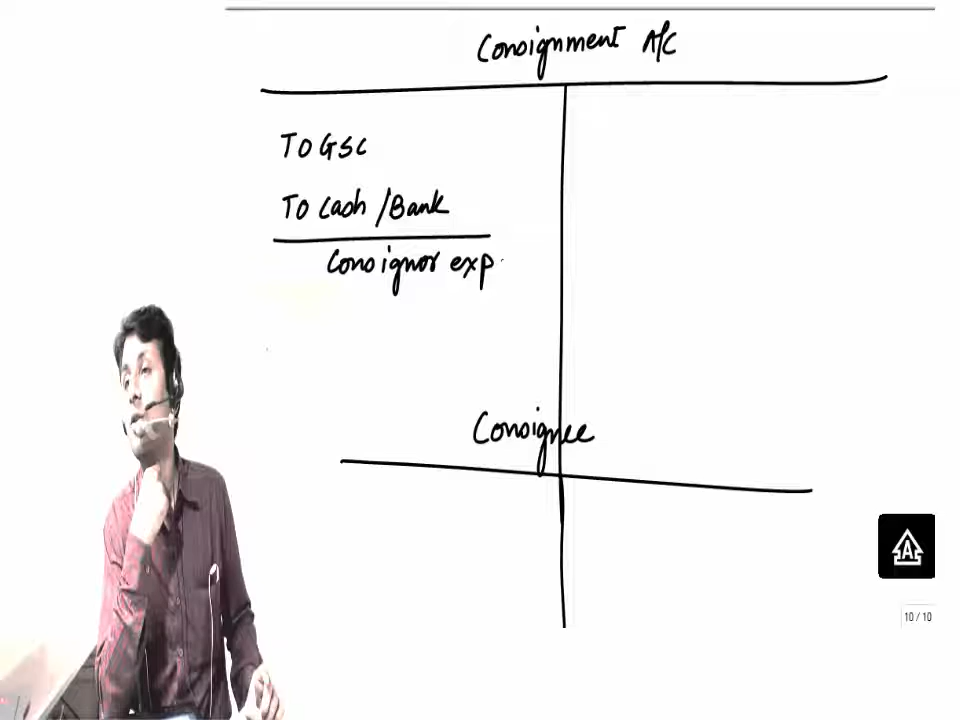 Consignment A/c
To GSC
To Cash/Bank
Consignor exp.
Consignee
A
10/10